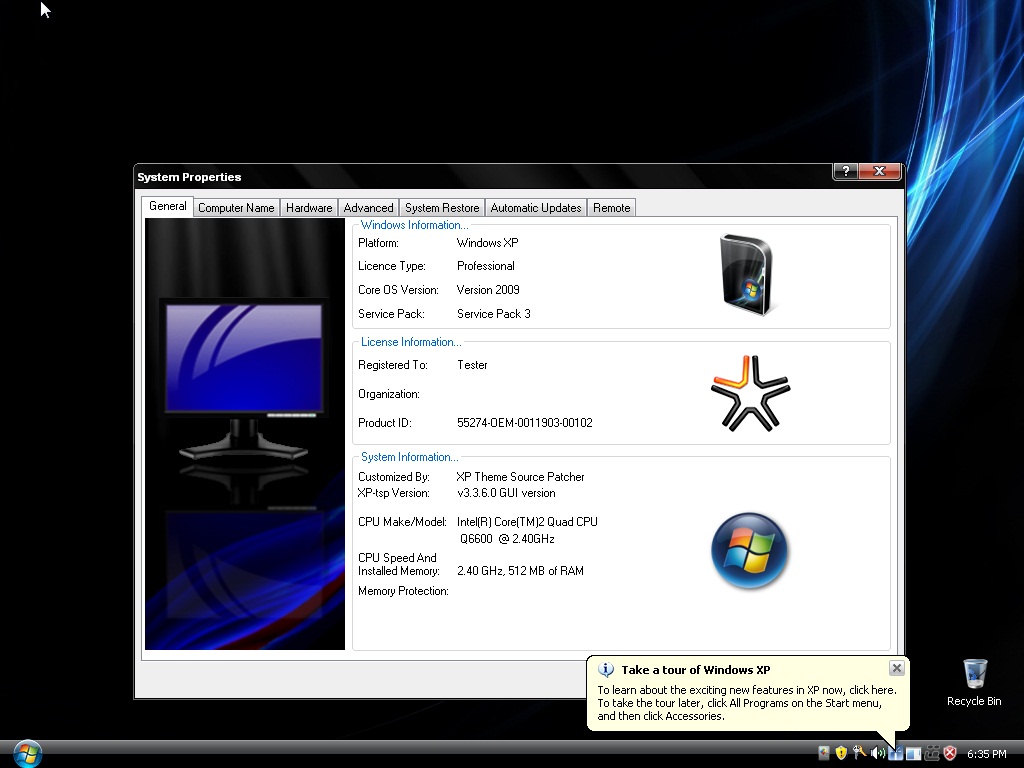 System Properties
?
General Computer Name Hardware Advanced System Restore Automatic Updates Remote
Windows Information...
Platform: Windows XP
Licence Type: Professional
Core OS Version: Version 2009
Service Pack: Service Pack 3
License Information...
Registered To: Tester
Organization:
Product ID: 55274-OEM-0011903-00102
System Information...
Customized By: XP Theme Source Patcher
XP-tsp Version: v3.3.6.0 GUI version
CPU Make/Model: Intel(R) Core(TM)2 Quad CPU
Q6600 @ 2.40GHz
CPU Speed And
Installed Memory: 2.40 GHz, 512 MB of RAM
Memory Protection:
Take a tour of Windows XP
To learn about the exciting new features in XP now, click here.
To take the tour later, click All Programs on the Start menu,
and then click Accessories.
Recycle Bin
6:35 PM